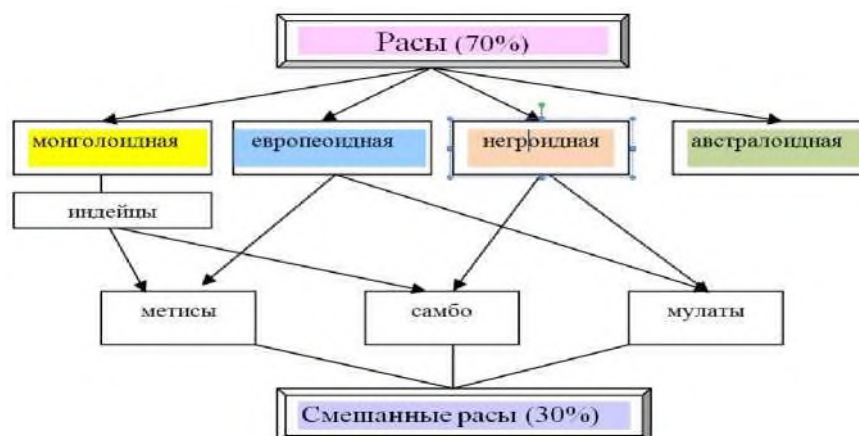 Расы (70%)
монголоидная
европеоидная
негроидная
австралоидная
индейцы
метисы
самбо
мулаты
Смешанные расы (30%)